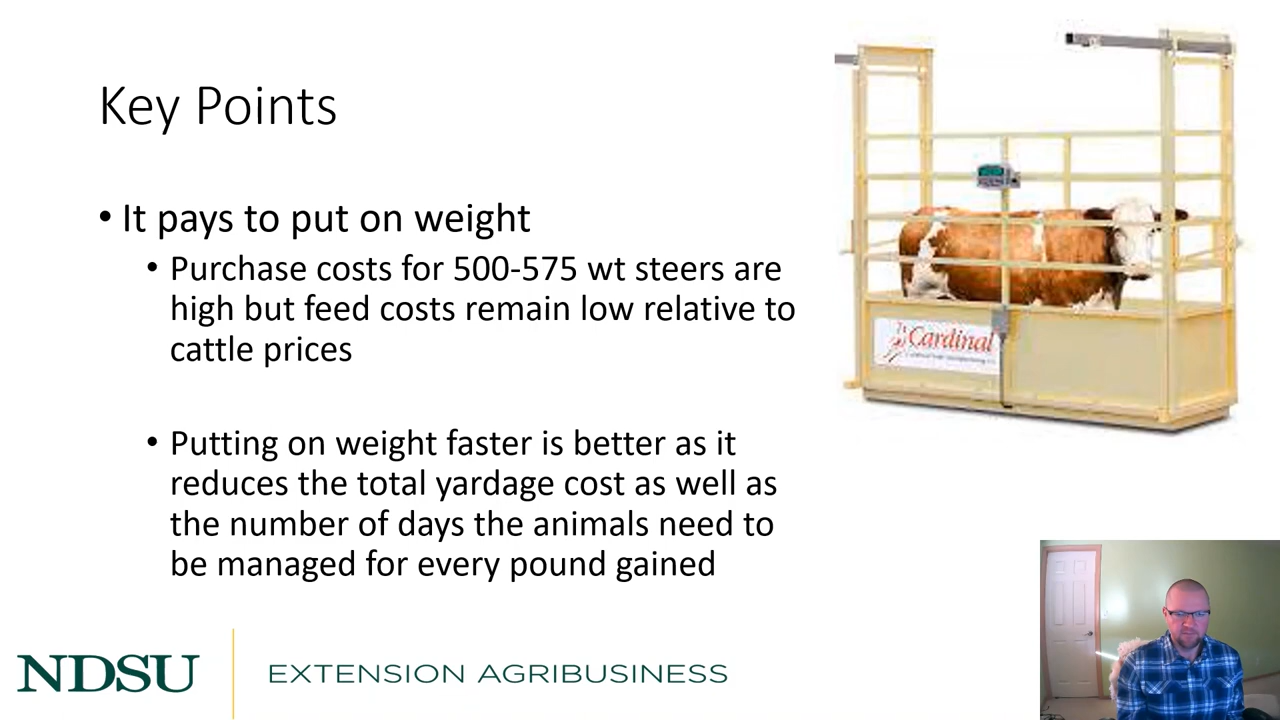 Key Points
• It pays to put on weight
• Purchase costs for 500-575 wt steers are
high but feed costs remain low relative to
cattle prices
• Putting on weight faster is better as it
reduces the total yardage cost as well as
the number of days the animals need to
be managed for every pound gained
Cardinal
NDSU
EXTENSION AGRIBUSINESS